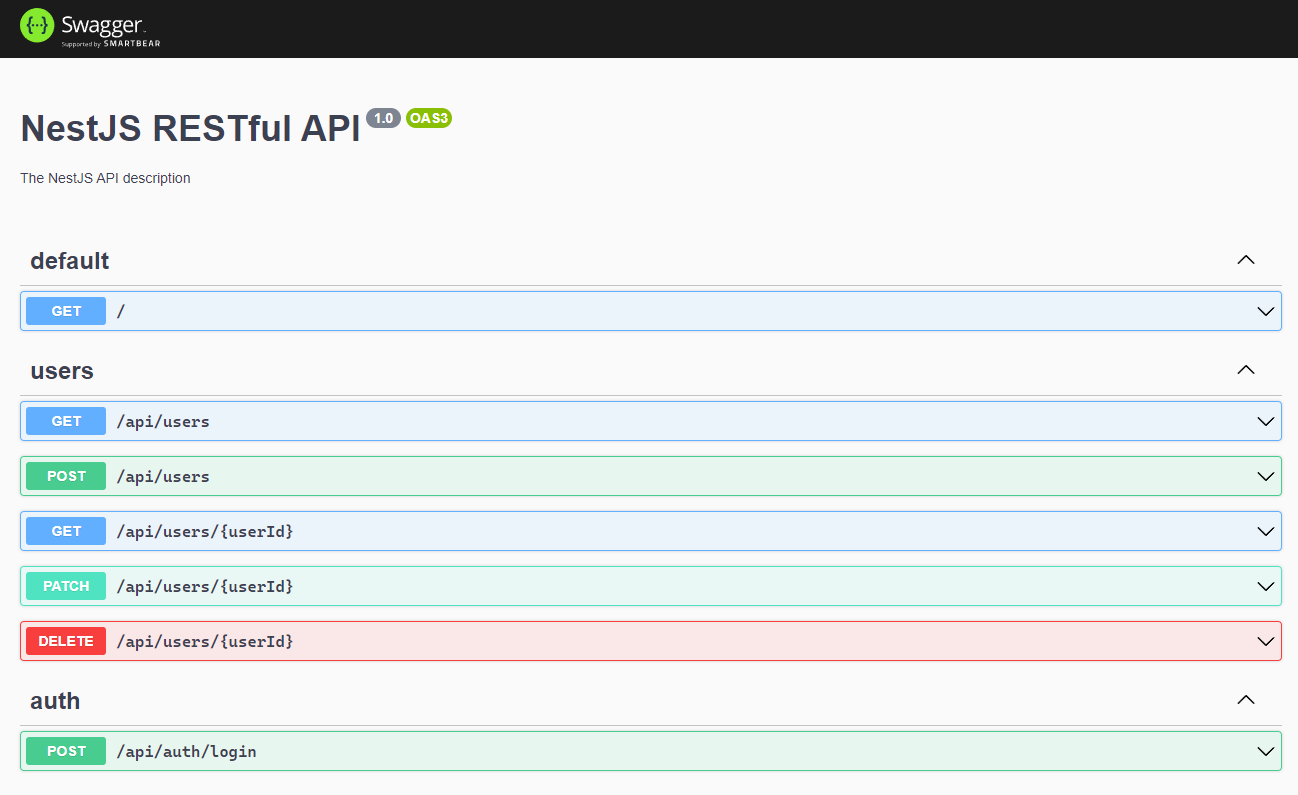 Swagger.
Supported by SMARTBEAR
NestJS RESTful API 1.0 OAS3
The NestJS API description
default
GET /
users
GET /api/users
POST /api/users
GET /api/users/{userId}
PATCH /api/users/{userId}
DELETE /api/users/{userId}
auth
POST /api/auth/login